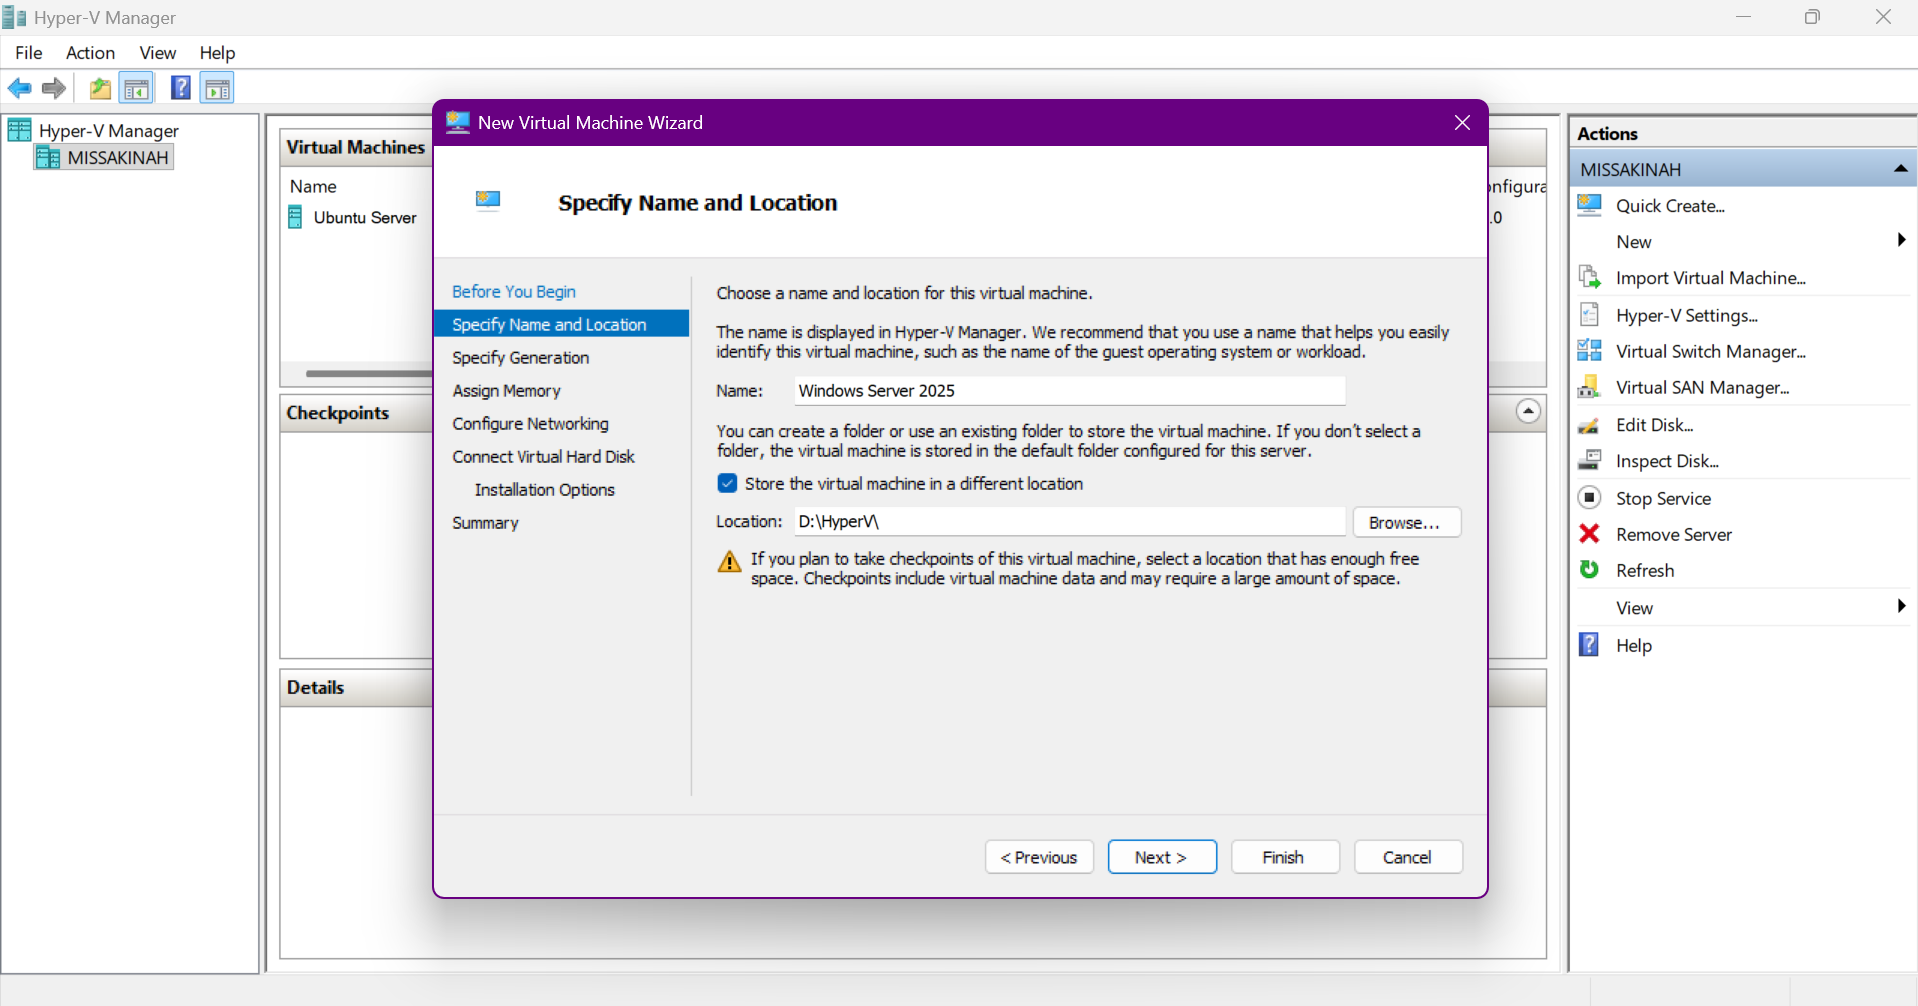 Hyper-V Manager
File Action View Help
Hyper-V Manager
MISSAKINAH
Virtual Machines
Name
Ubuntu Server
Checkpoints
Details
New Virtual Machine Wizard
Specify Name and Location
Before You Begin
Specify Name and Location
Specify Generation
Assign Memory
Configure Networking
Connect Virtual Hard Disk
Installation Options
Summary
Choose a name and location for this virtual machine.
The name is displayed in Hyper-V Manager. We recommend that you use a name that helps you easily
identify this virtual machine, such as the name of the guest operating system or workload.
Name: Windows Server 2025
You can create a folder or use an existing folder to store the virtual machine. If you don't select a
folder, the virtual machine is stored in the default folder configured for this server.
Store the virtual machine in a different location
Location: D:\HyperV\ Browse...
If you plan to take checkpoints of this virtual machine, select a location that has enough free
space. Checkpoints include virtual machine data and may require a large amount of space.
< Previous Next > Finish Cancel
nfigura
.0
Actions
MISSAKINAH
Quick Create...
New
Import Virtual Machine...
Hyper-V Settings...
Virtual Switch Manager...
Virtual SAN Manager...
Edit Disk...
Inspect Disk...
Stop Service
Remove Server
Refresh
View
Help